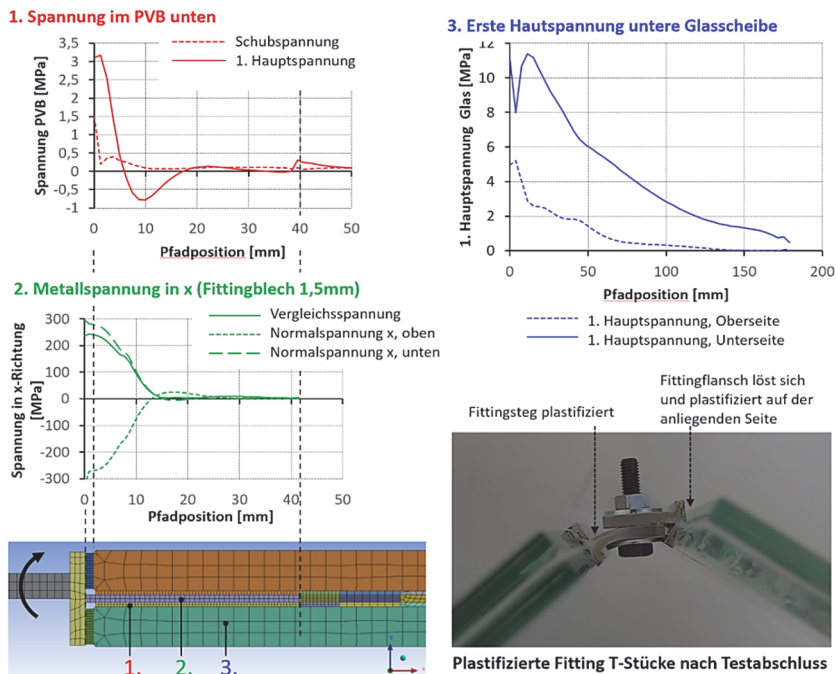 1. Spannung im PVB unten
Spannung PVB [MPa]
3,5
3
2
1,5
1
0,5
0
-0,5
-1
Schubspannung
1. Hauptspannung
0 10 20 30 40 50
Pfadposition [mm]
2. Metallspannung in x (Fittingblech 1,5mm)
Spannung in x-Richtung
[MPa]
300
200
100
0
-100
-200
-300
Vergleichsspannung
Normalspannung x, oben
Normalspannung x, unten
0 10 20 30 40 50
Pfadposition [mm]
1. 2. 3.
3. Erste Hautspannung untere Glasscheibe
1. Hauptspannung Glas [MPa]
12
10
8
6
4
2
0
0 50 100 150 200
Pfadposition [mm]
1. Hauptspannung, Oberseite
1. Hauptspannung, Unterseite
Fittingsteg plastifiziert
Fittingflansch löst sich
und plastifiziert auf der
anliegenden Seite
Plastifizierte Fitting T-Stücke nach Testabschluss